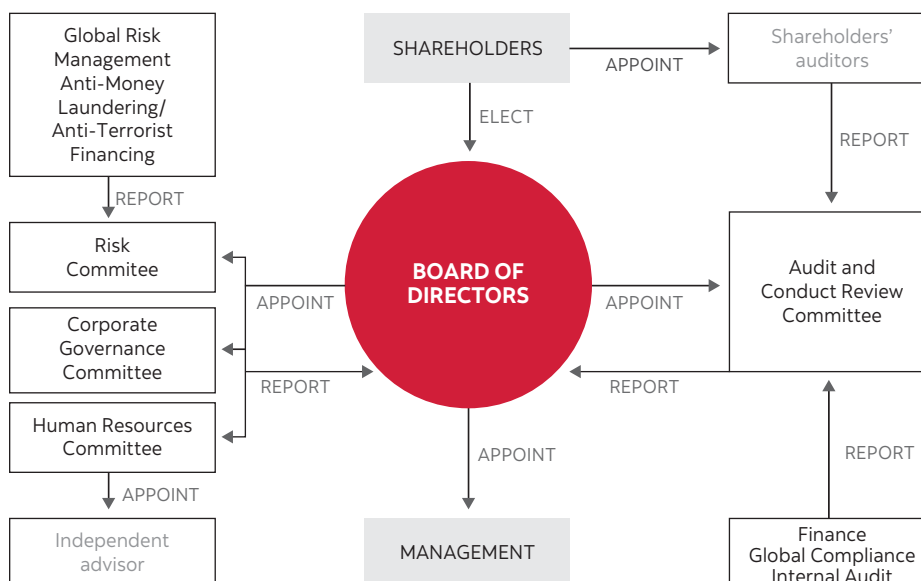 Global Risk
Management
Anti-Money
Laundering/
Anti-Terrorist
Financing
SHAREHOLDERS
APPOINT
Shareholders'
auditors
ELECT
REPORT
REPORT
Risk
Commitee
BOARD OF
DIRECTORS
Audit and
Conduct Review
Committee
APPOINT
APPOINT
Corporate
Governance
Committee
REPORT
REPORT
Human Resources
Committee
APPOINT
REPORT
APPOINT
Independent
advisor
MANAGEMENT
Finance
Global Compliance
Internal Audit